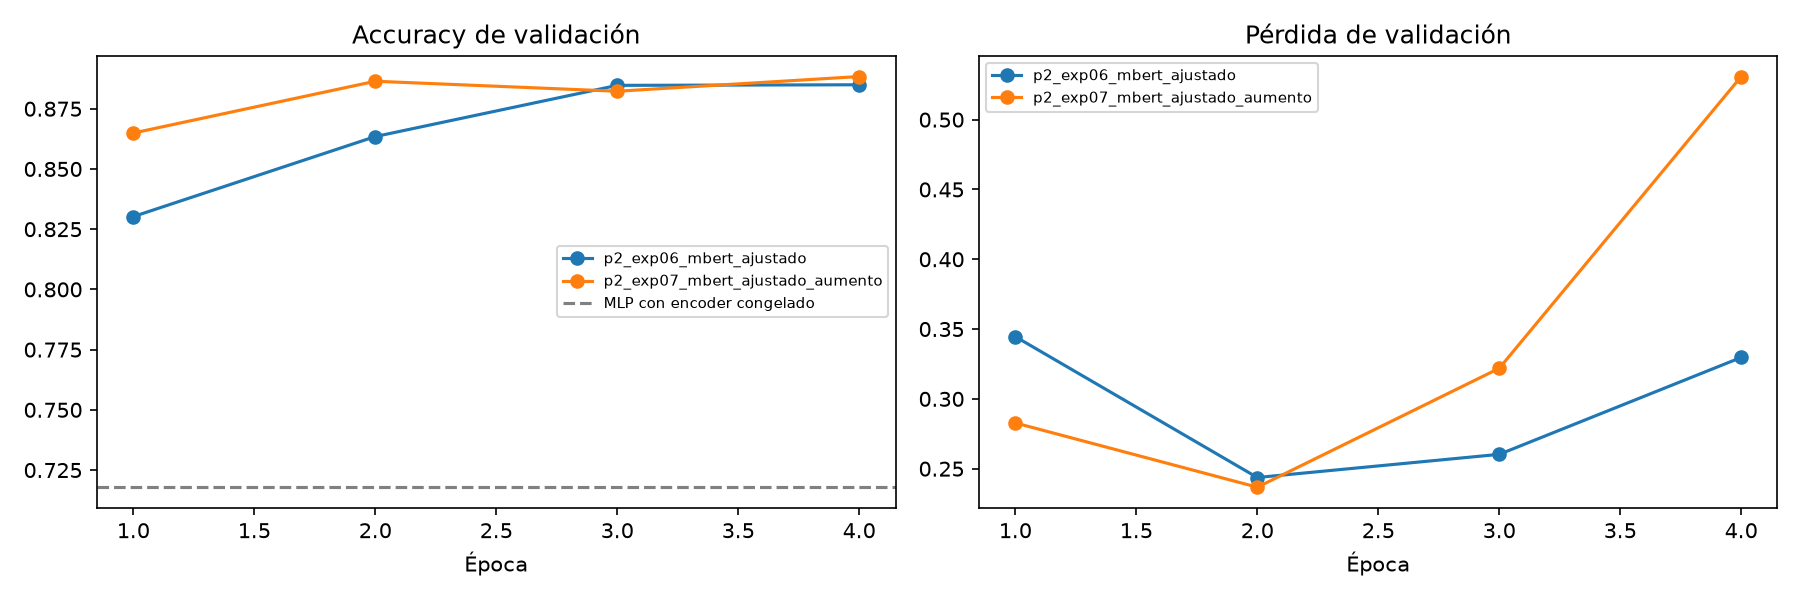 Accuracy de validación
0.875
0.850
0.825
0.800
0.775
0.750
0.725
p2_exp06_mbert_ajustado
p2_exp07_mbert_ajustado_aumento
MLP con encoder congelado
1.0 1.5 2.0 2.5 3.0 3.5 4.0
Época
Pérdida de validación
p2_exp06_mbert_ajustado
p2_exp07_mbert_ajustado_aumento
0.50
0.45
0.40
0.35
0.30
0.25
1.0 1.5 2.0 2.5 3.0 3.5 4.0
Época